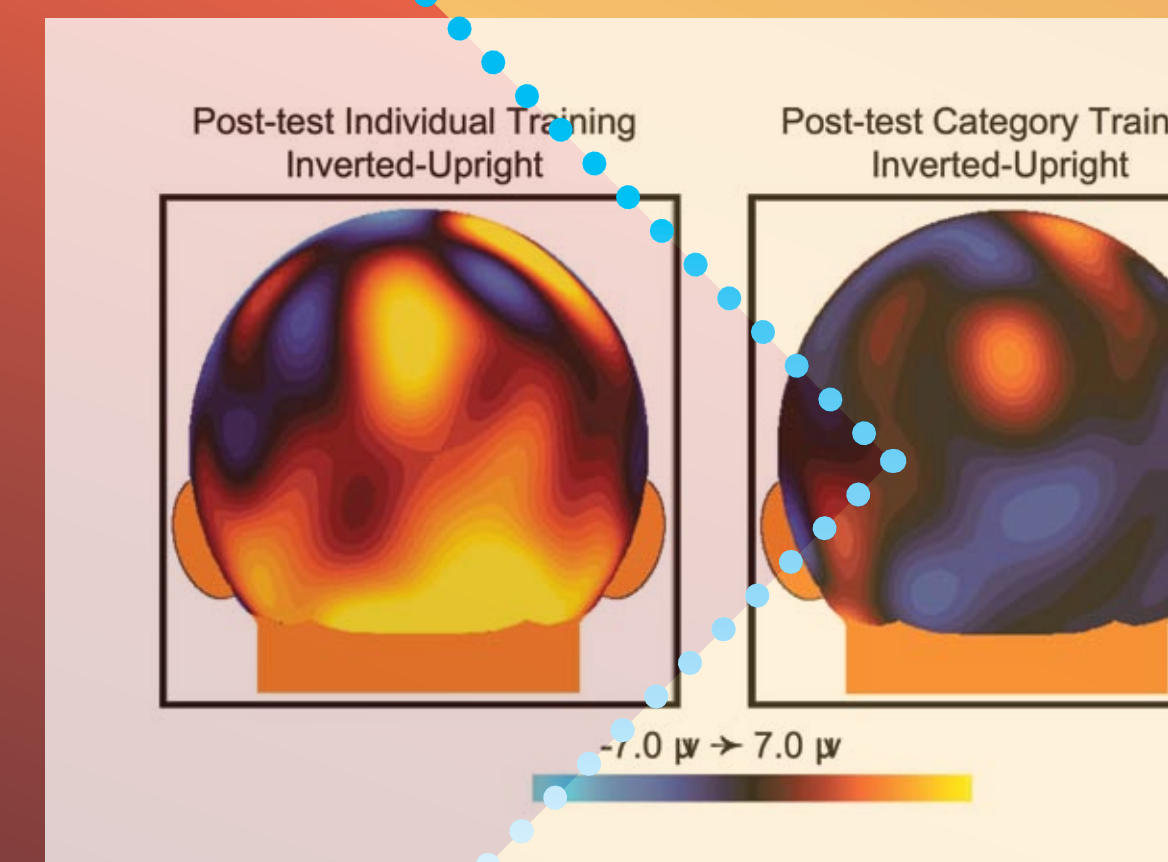 Post-test Individual Training
Inverted-Upright
Post-test Category Train
Inverted-Upright
-7.0 µv ➛ 7.0 µv